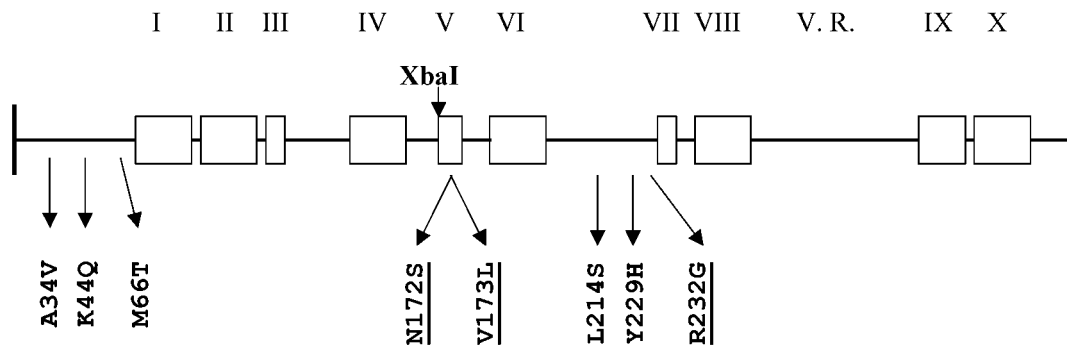 I II III IV V VI VII VIII V. R. IX X
XbaI
A34V
K44Q
M66T
N172S
V173L
L214S
Y229H
R232G